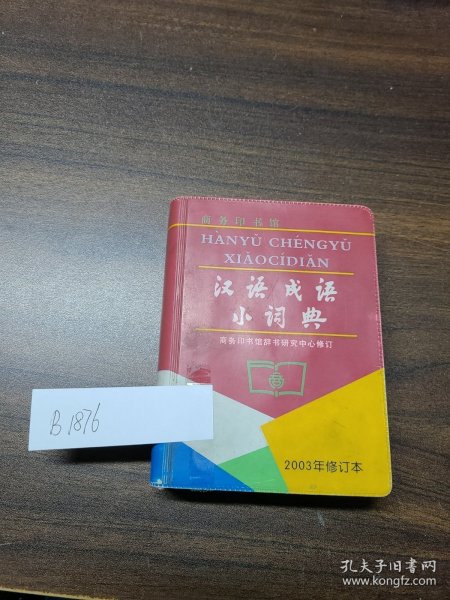 商务印书馆
HÀNYǓ CHÉNGYǓ
XIǍOCÍDIǍN
汉语成语
小词典
商务印书馆辞书研究中心修订
2003年修订本
B1876
孔夫子旧书网
www.kongfz.com